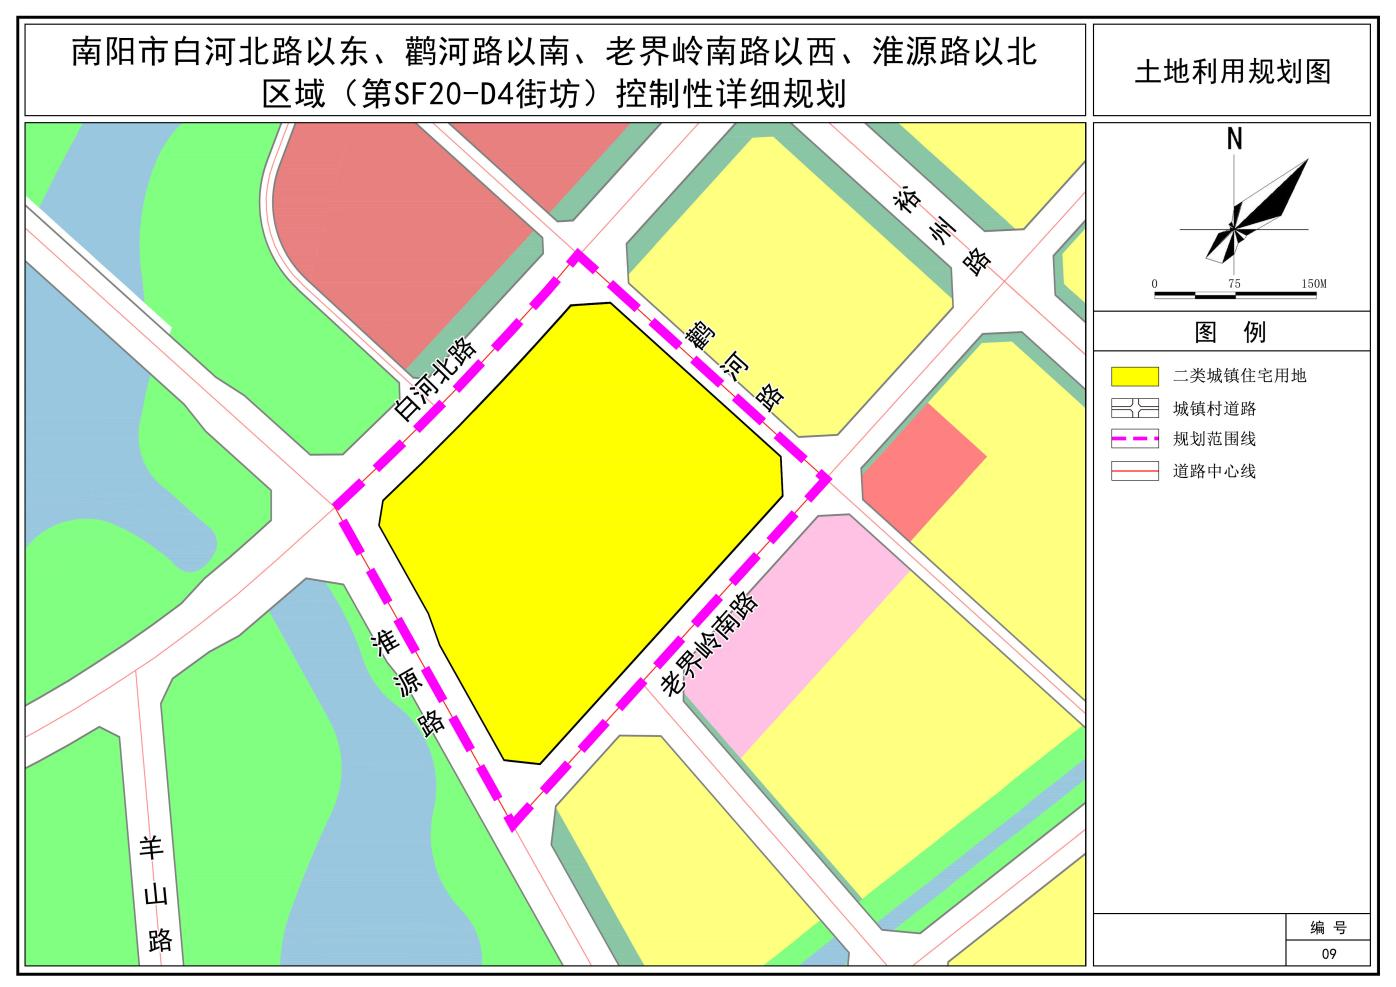 南阳市白河北路以东、鹳河路以南、老界岭南路以西、淮源路以北
区域（第SF20-D4街坊）控制性详细规划
土地利用规划图
N
0 75 150M
图 例
二类城镇住宅用地
城镇村道路
规划范围线
道路中心线
裕州路
鹳河路
白河北路
老界岭南路
淮源路
羊山路
编 号
09